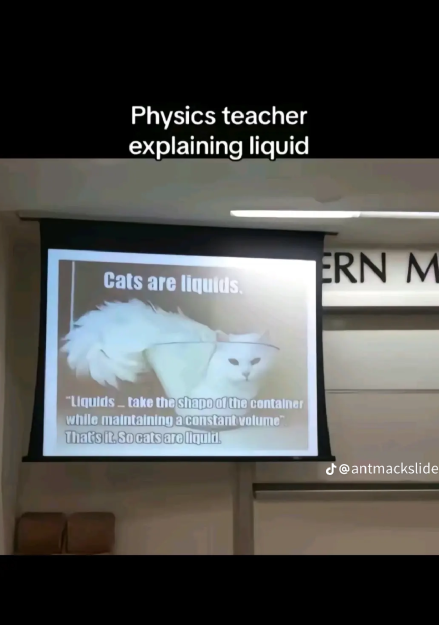 Physics teacher
explaining liquid
ERN M
Cats are liquids.
"Liquids ... take the shape of the container
while maintaining a constant volume"
That's it. So cats are liquid.
@antmackslide